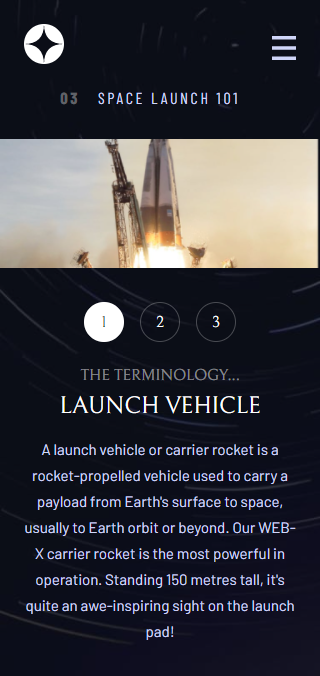 03 SPACE LAUNCH 101
1 2 3
THE TERMINOLOGY...
LAUNCH VEHICLE
A launch vehicle or carrier rocket is a
rocket-propelled vehicle used to carry a
payload from Earth's surface to space,
usually to Earth orbit or beyond. Our WEB-
X carrier rocket is the most powerful in
operation. Standing 150 metres tall, it's
quite an awe-inspiring sight on the launch
pad!